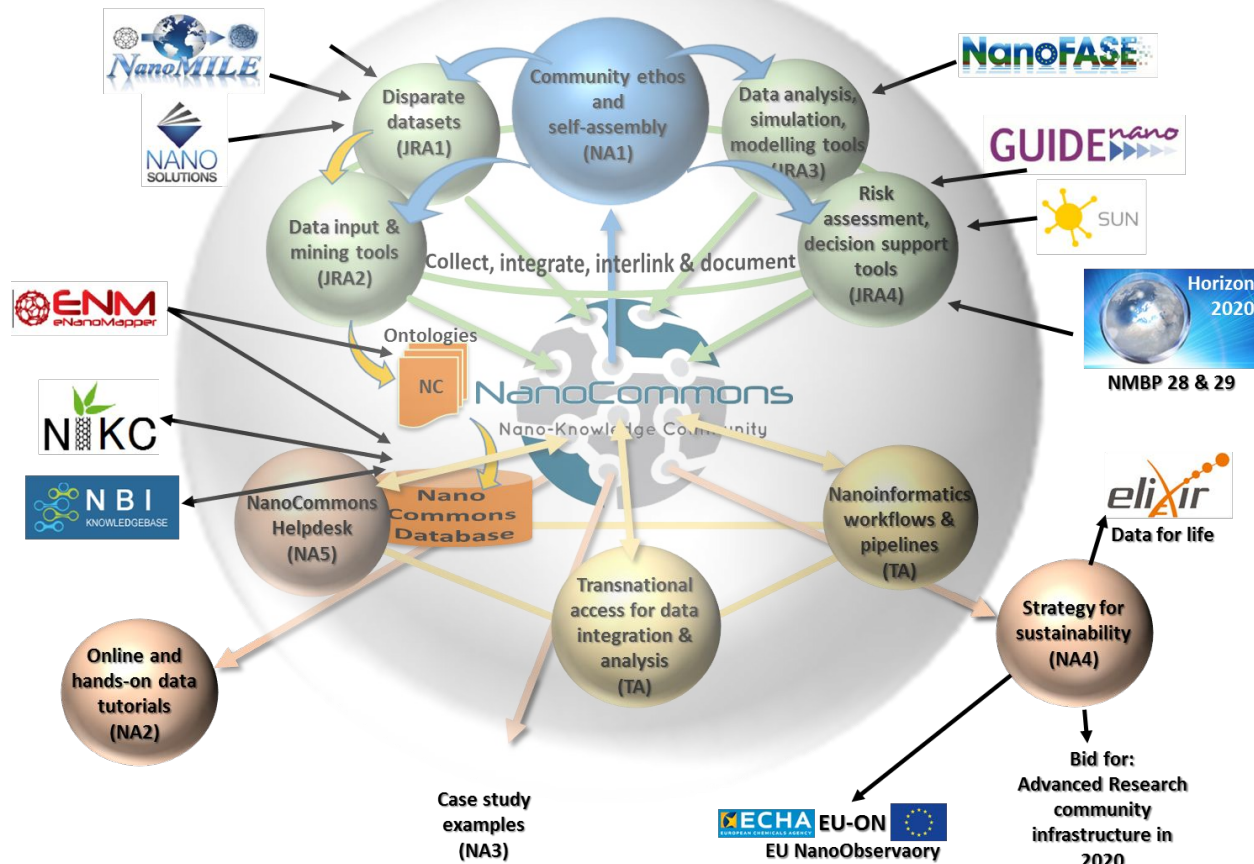 NanoMILE
NANO
SOLUTIONS
Disparate
datasets
(JRA1)
Community ethos
and
self-assembly
(NA1)
Data analysis,
simulation,
modelling tools
(JRA3)
NanoFASE
GUIDEnano
SUN
Data input &
mining tools
(JRA2)
Risk
assessment,
decision support
tools
(JRA4)
Collect, integrate, interlink & document
Horizon
2020
NMBP 28 & 29
ENM
eNanoMapper
Ontologies
NC
NanoCommons
Nano-Knowledge Community
NIKC
NBI
KNOWLEDGEBASE
NanoCommons
Helpdesk
(NA5)
Nano
Commons
Database
Nanoinformatics
workflows &
pipelines
(TA)
elixir
Data for life
Transnational
access for data
integration &
analysis
(TA)
Strategy for
sustainability
(NA4)
Online and
hands-on data
tutorials
(NA2)
Case study
examples
(NA3)
ECHA
EUROPEAN CHEMICALS AGENCY
EU-ON
EU NanoObservaory
Bid for:
Advanced Research
community
infrastructure in
2020